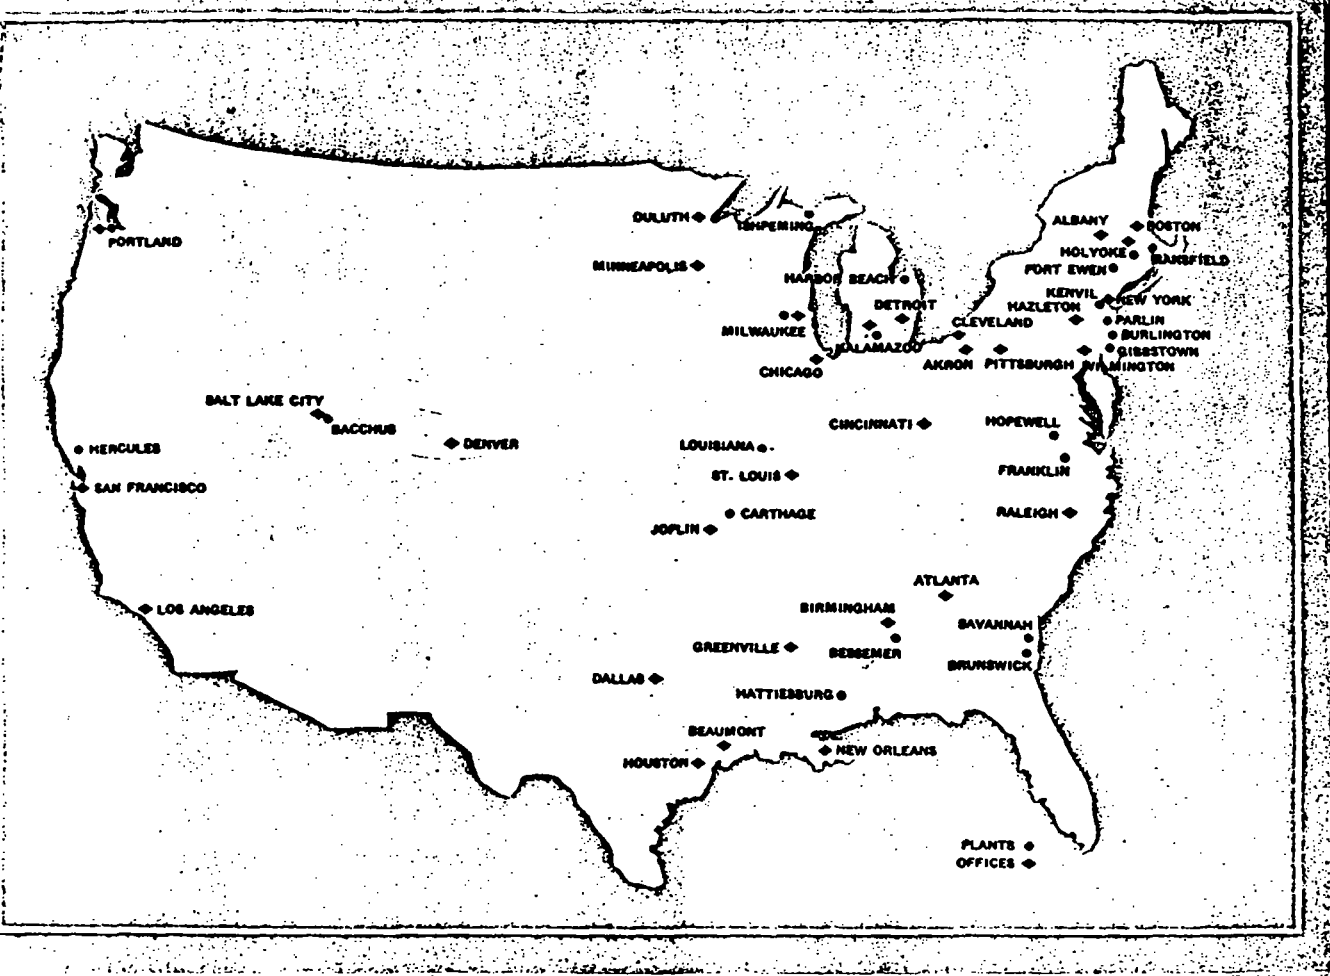 ALBANY
BOSTON
DULUTH
ISHPEMING
PORTLAND
HOLYOKE
MANSFIELD
MINNEAPOLIS
PORT EWEN
HARBOR BEACH
KENVIL
NEW YORK
DETROIT
HAZLETON
PARLIN
CLEVELAND
MILWAUKEE
BURLINGTON
KALAMAZOO
GIBBSTOWN
CHICAGO
AKRON
PITTSBURGH
WILMINGTON
SALT LAKE CITY
BACCHUS
CINCINNATI
HOPEWELL
HERCULES
DENVER
LOUISIANA
FRANKLIN
ST. LOUIS
SAN FRANCISCO
CARTHAGE
RALEIGH
JOPLIN
ATLANTA
LOS ANGELES
BIRMINGHAM
SAVANNAH
GREENVILLE
BESSEMER
BRUNSWICK
DALLAS
HATTIESBURG
BEAUMONT
NEW ORLEANS
HOUSTON
PLANTS
OFFICES